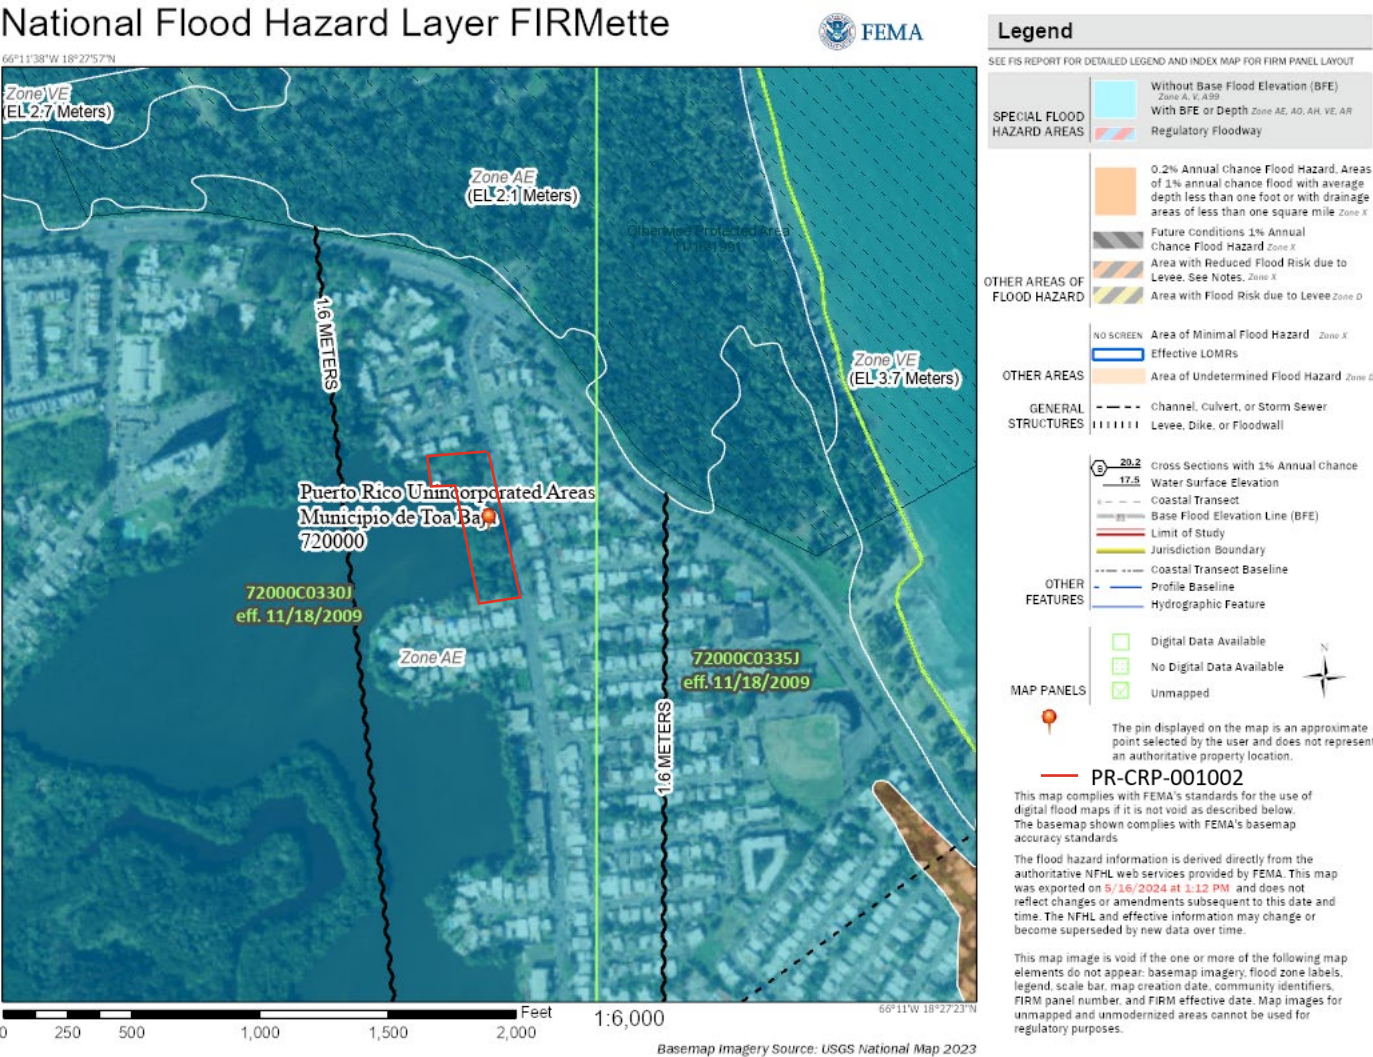 National Flood Hazard Layer FIRMette
FEMA
66°11'38"W 18°27'57"N
Zone VE
(EL 2.7 Meters)
Zone AE
(EL 2.1 Meters)
Otherwise Protected Area
Zone VE
(EL 3.7 Meters)
1.6 METERS
Puerto Rico Unincorporated Areas
Municipio de Toa Baja
720000
72000C0330J
eff. 11/18/2009
Zone AE
72000C0335J
eff. 11/18/2009
1.6 METERS
66°11'W 18°27'23"N
0 250 500 1,000 1,500 2,000
Feet
1:6,000
Basemap Imagery Source: USGS National Map 2023
Legend
SEE FIS REPORT FOR DETAILED LEGEND AND INDEX MAP FOR FIRM PANEL LAYOUT
SPECIAL FLOOD
HAZARD AREAS
Without Base Flood Elevation (BFE)
Zone A, V, A99
With BFE or Depth Zone AE, AO, AH, VE, AR
Regulatory Floodway
0.2% Annual Chance Flood Hazard, Areas
of 1% annual chance flood with average
depth less than one foot or with drainage
areas of less than one square mile Zone X
Future Conditions 1% Annual
Chance Flood Hazard Zone X
Area with Reduced Flood Risk due to
Levee. See Notes. Zone X
Area with Flood Risk due to Levee Zone D
OTHER AREAS OF
FLOOD HAZARD
NO SCREEN Area of Minimal Flood Hazard Zone X
Effective LOMRs
Area of Undetermined Flood Hazard Zone D
OTHER AREAS
GENERAL
STRUCTURES
Channel, Culvert, or Storm Sewer
Levee, Dike, or Floodwall
B 20.2 Cross Sections with 1% Annual Chance
17.5 Water Surface Elevation
Coastal Transect
Base Flood Elevation Line (BFE)
Limit of Study
Jurisdiction Boundary
Coastal Transect Baseline
Profile Baseline
Hydrographic Feature
OTHER
FEATURES
Digital Data Available
No Digital Data Available
Unmapped
MAP PANELS
N
The pin displayed on the map is an approximate
point selected by the user and does not represent
an authoritative property location.
PR-CRP-001002
This map complies with FEMA's standards for the use of
digital flood maps if it is not void as described below.
The basemap shown complies with FEMA's basemap
accuracy standards
The flood hazard information is derived directly from the
authoritative NFHL web services provided by FEMA. This map
was exported on 5/16/2024 at 1:12 PM and does not
reflect changes or amendments subsequent to this date and
time. The NFHL and effective information may change or
become superseded by new data over time.
This map image is void if the one or more of the following map
elements do not appear: basemap imagery, flood zone labels,
legend, scale bar, map creation date, community identifiers,
FIRM panel number, and FIRM effective date. Map images for
unmapped and unmodernized areas cannot be used for
regulatory purposes.